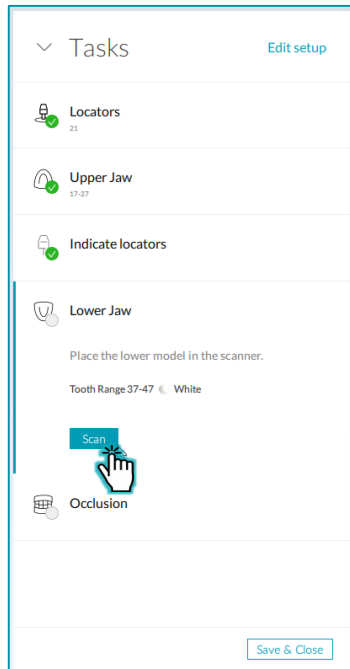 Tasks Edit setup
Locators
21
Upper Jaw
17-27
Indicate locators
Lower Jaw
Place the lower model in the scanner.
Tooth Range 37-47 White
Scan
Occlusion
Save & Close